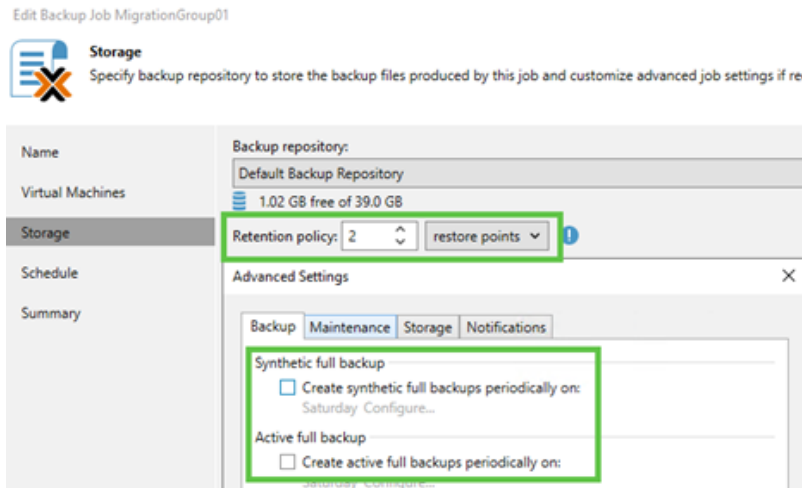 Edit Backup Job MigrationGroup01
Storage
Specify backup repository to store the backup files produced by this job and customize advanced job settings if re
Name
Virtual Machines
Storage
Schedule
Summary
Backup repository:
Default Backup Repository
1.02 GB free of 39.0 GB
Retention policy: 2 restore points
Advanced Settings
Backup Maintenance Storage Notifications
Synthetic full backup
Create synthetic full backups periodically on:
Saturday Configure...
Active full backup
Create active full backups periodically on:
Saturday Configure...